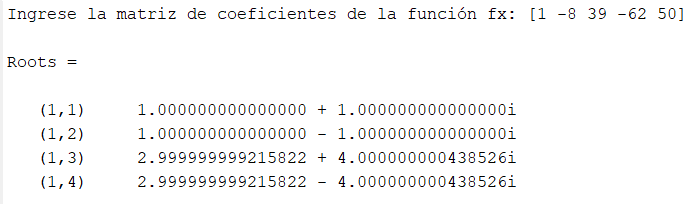 Ingrese la matriz de coeficientes de la función fx: [1 -8 39 -62 50]
Roots =
(1,1) 1.000000000000000 + 1.000000000000000i
(1,2) 1.000000000000000 - 1.000000000000000i
(1,3) 2.999999999215822 + 4.000000000438526i
(1,4) 2.999999999215822 - 4.000000000438526i